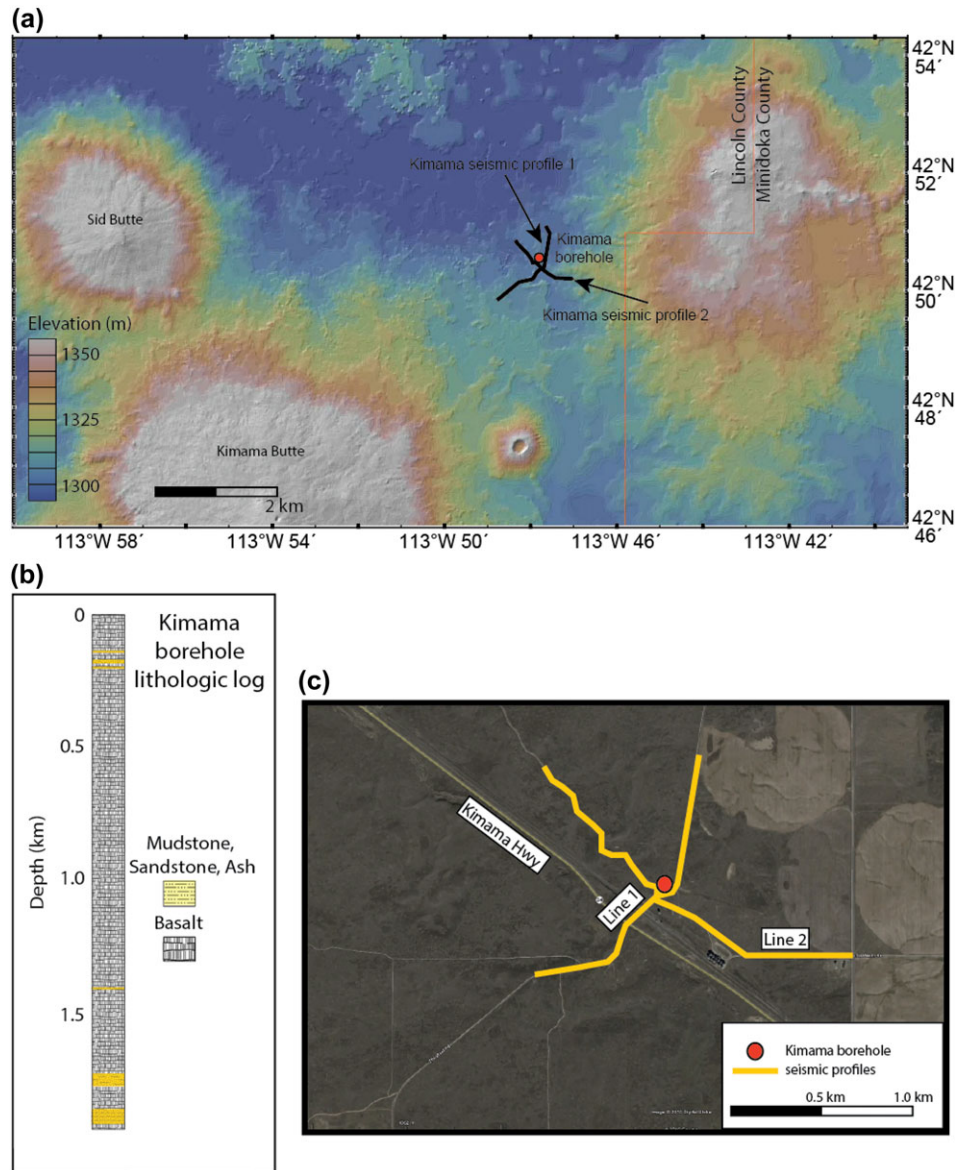 (a)
42°N
54´
Lincoln County
Minidoka County
Kimama seismic profile 1
42°N
52´
Sid Butte
Kimama
borehole
42°N
50´
Kimama seismic profile 2
Elevation (m)
1350
1325
1300
42°N
48´
Kimama Butte
2 km
42°N
46´
113°W 58´
113°W 54´
113°W 50´
113°W 46´
113°W 42´
(b)
0
Kimama
borehole
lithologic log
0.5
Depth (km)
Mudstone,
Sandstone, Ash
1.0
Basalt
1.5
(c)
Kimama Hwy
Line 1
Line 2
Kimama borehole
seismic profiles
0.5 km
1.0 km